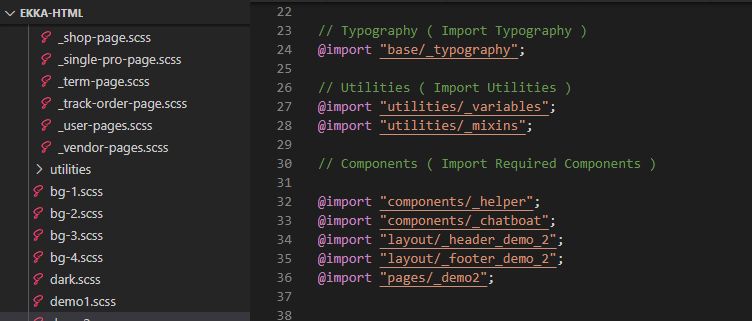 EKKA-HTML
_shop-page.scss
_single-pro-page.scss
_term-page.scss
_track-order-page.scss
_user-pages.scss
_vendor-pages.scss
utilities
bg-1.scss
bg-2.scss
bg-3.scss
bg-4.scss
dark.scss
demo1.scss
22
23 // Typography ( Import Typography )
24 @import "base/_typography";
25
26 // Utilities ( Import Utilities )
27 @import "utilities/_variables";
28 @import "utilities/_mixins";
29
30 // Components ( Import Required Components )
31
32 @import "components/_helper";
33 @import "components/_chatboat";
34 @import "layout/_header_demo_2";
35 @import "layout/_footer_demo_2";
36 @import "pages/_demo2";
37
38